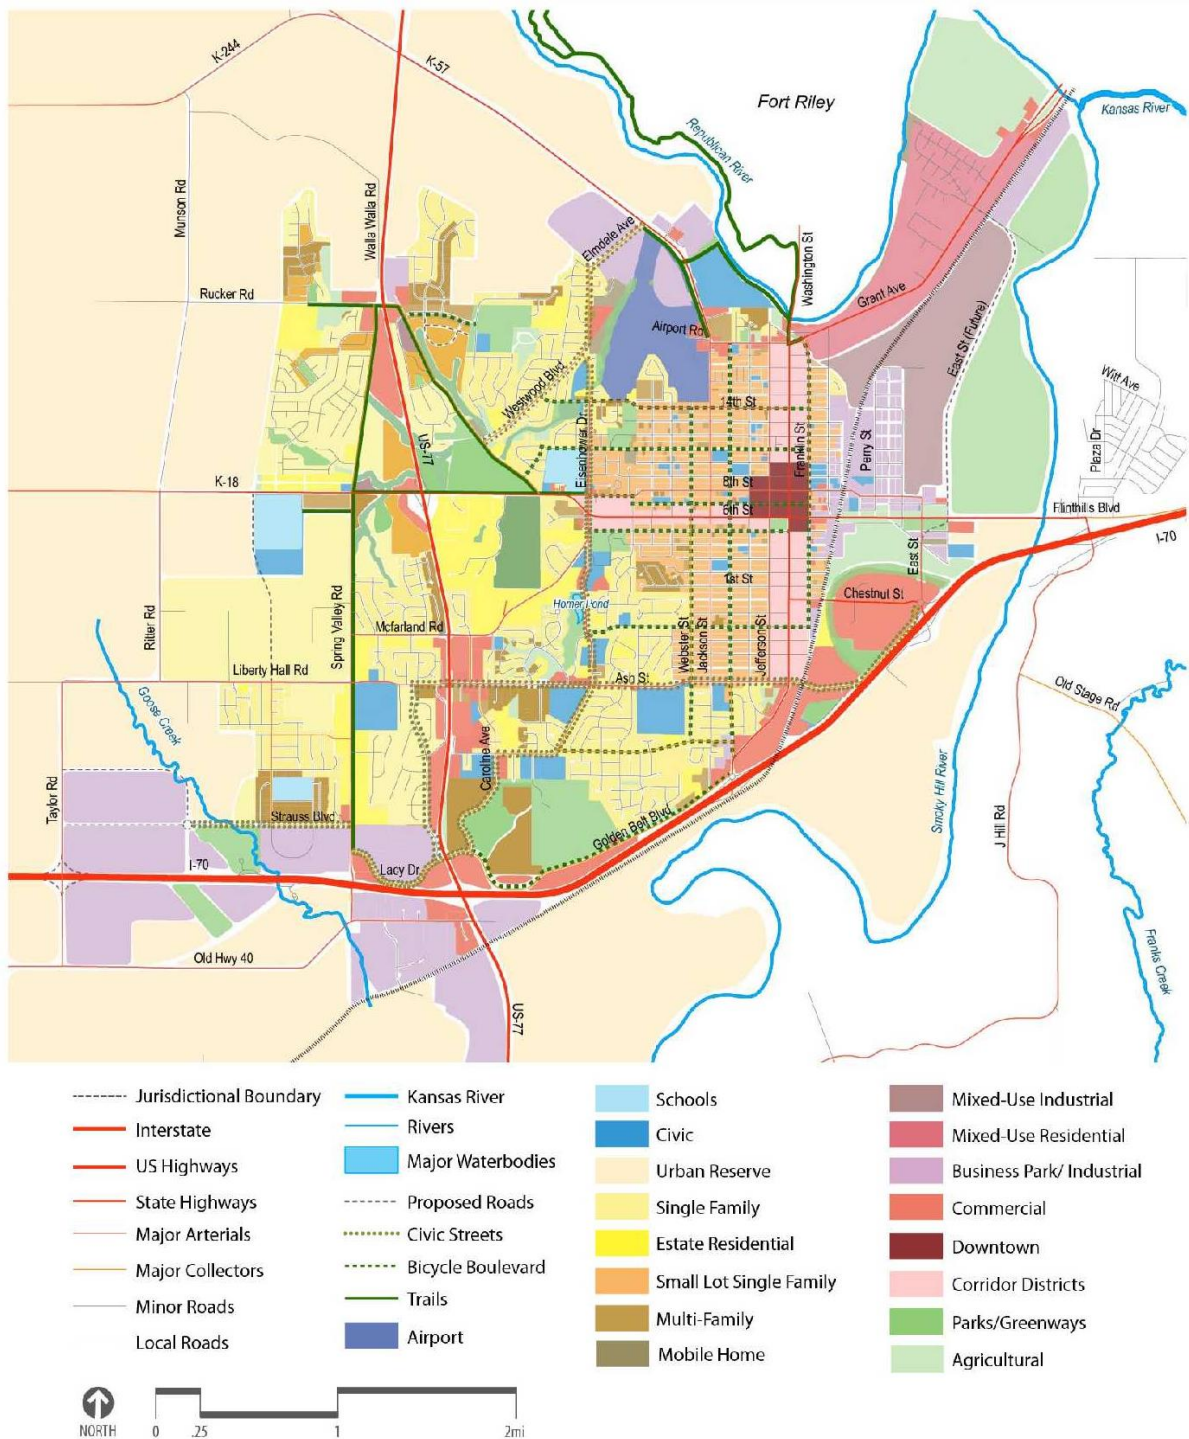 K-244
K-57
Fort Riley
Kansas River
Republican River
Munson Rd
Walla Walla Rd
Elmdale Ave
Washington St
Rucker Rd
Airport Rd
Grant Ave
East St (Future)
Westwood Blvd
Witt Ave
14th St
Eisenhower Dr
Franklin St
Perry St
Plaza Dr
US-77
K-18
8th St
6th St
Flinthills Blvd
I-70
East St
1st St
Chestnut St
Homer Pond
Ritter Rd
Spring Valley Rd
Mcfarland Rd
Webster St
Jackson St
Jefferson St
Liberty Hall Rd
Ash St
Old Stage Rd
Goose Creek
Caroline Ave
Smoky Hill River
J Hill Rd
Taylor Rd
Strauss Blvd
Golden Belt Blvd
I-70
Lacy Dr
Old Hwy 40
Franks Creek
US-77
Jurisdictional Boundary
Interstate
US Highways
State Highways
Major Arterials
Major Collectors
Minor Roads
Local Roads
Kansas River
Rivers
Major Waterbodies
Proposed Roads
Civic Streets
Bicycle Boulevard
Trails
Airport
Schools
Civic
Urban Reserve
Single Family
Estate Residential
Small Lot Single Family
Multi-Family
Mobile Home
Mixed-Use Industrial
Mixed-Use Residential
Business Park/ Industrial
Commercial
Downtown
Corridor Districts
Parks/Greenways
Agricultural
NORTH
0 .25 1 2mi